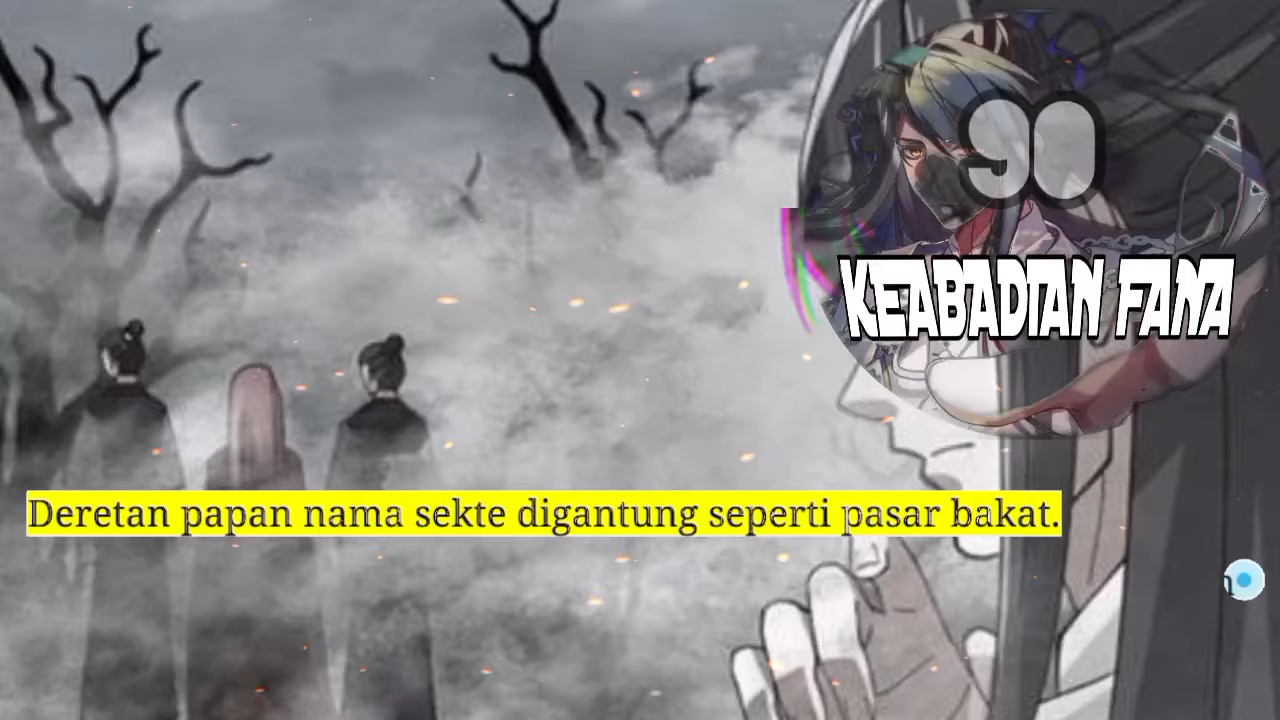 90
KEABADIAN FANA
Deretan papan nama sekte digantung seperti pasar bakat.